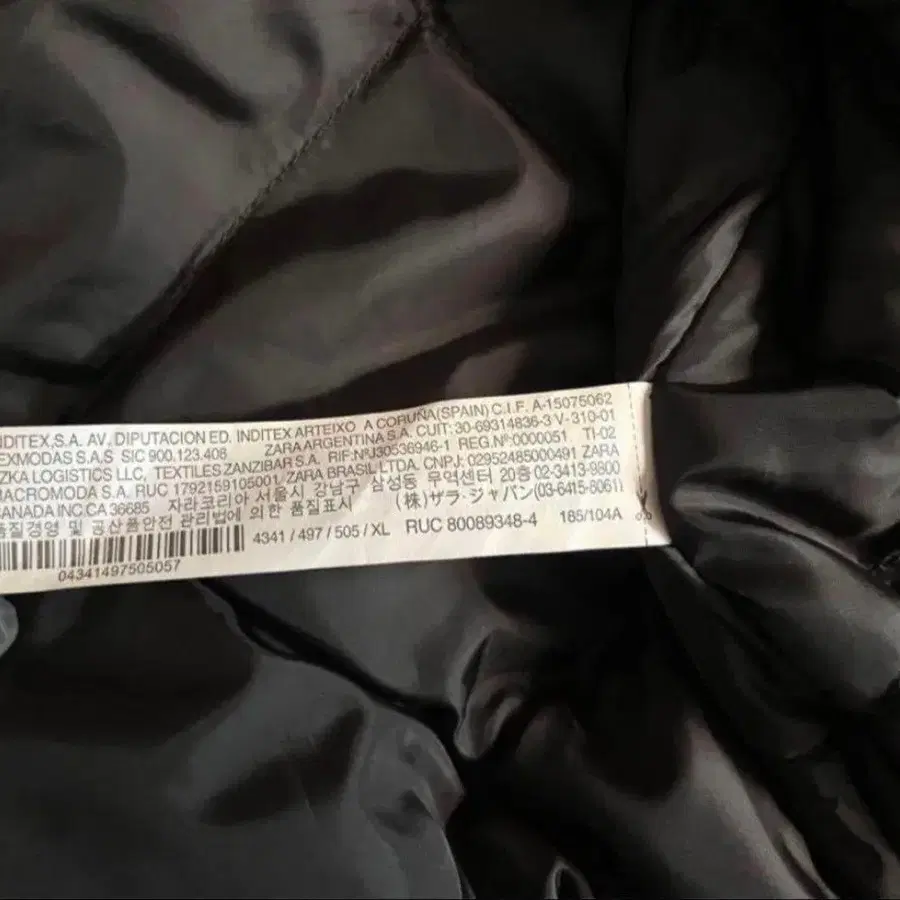 INDITEX,S.A. AV. DIPUTACION ED. INDITEX ARTEIXO A CORUÑA(SPAIN) C.I.F. A-15075062
EXMODAS S.A.S SIC 900.123.408 ZARA ARGENTINA S.A. CUIT: 30-69314835-3 V-310-01
ZKA LOGISTICS LLC, TEXTILES ZANZIBAR S.A. RIF:NºJ30536946-1 REG.Nº:0000051 TI-02
MACROMODA S.A. RUC 1792159105001, ZARA BRASIL LTDA. CNPJ: 02952485000491 ZARA
CANADA INC.CA 36685 자라코리아 서울시 강남구 삼성동 무역센터 20층 02-3413-9800
품질경영 및 공산품안전 관리법에 의한 품질표시 (株)ザラ・ジャパン(03-6415-8061)
4341 / 497 / 505 / XL RUC 80089348-4 185/104A
04341497505057